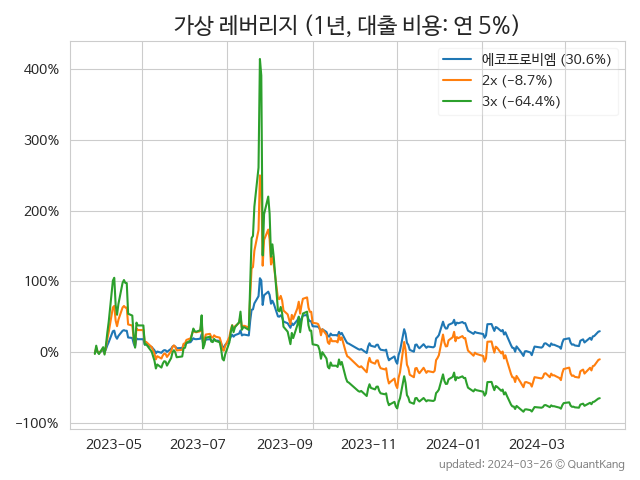 가상 레버리지 (1년, 대출 비용: 연 5%)
에코프로비엠 (30.6%)
2x (−8.7%)
3x (−64.4%)
400%
300%
200%
100%
0%
−100%
2023-05 2023-07 2023-09 2023-11 2024-01 2024-03
updated: 2024-03-26 © QuantKang